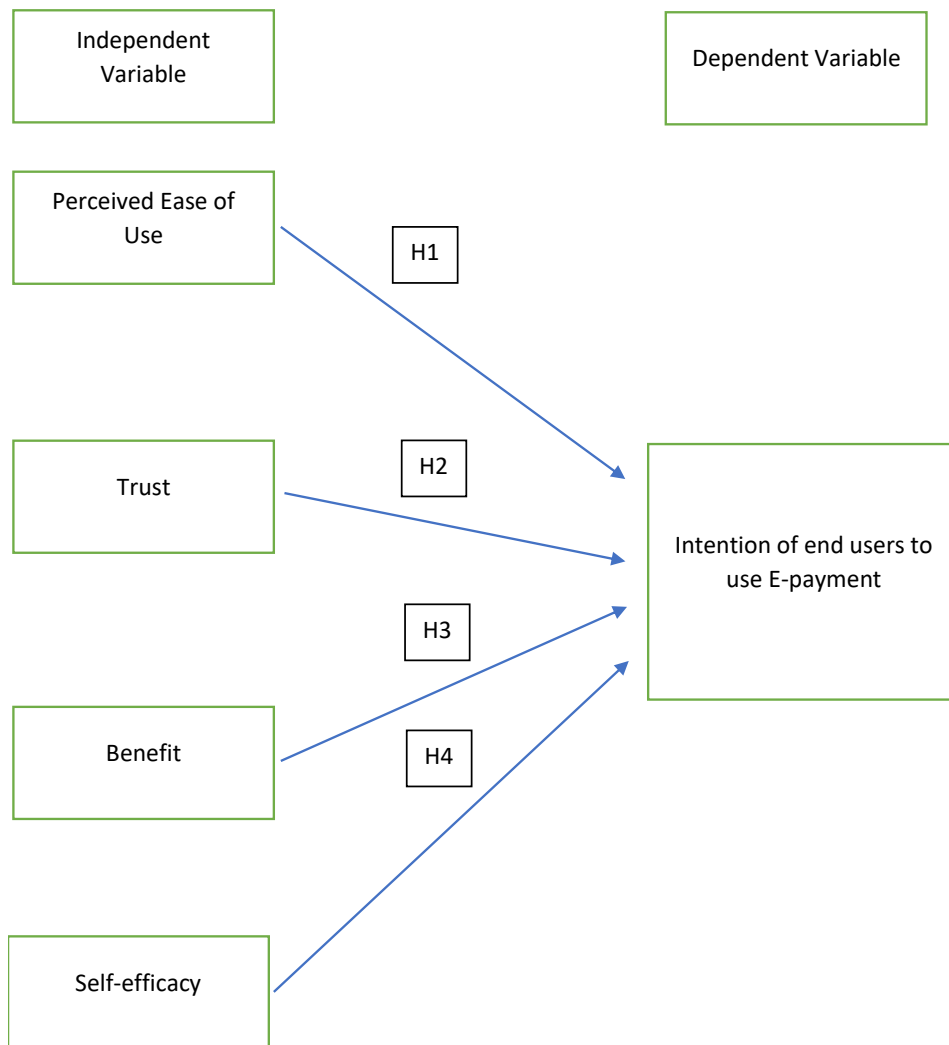 Independent
Variable
Dependent Variable
Perceived Ease of
Use
H1
Trust
H2
Intention of end users to
use E-payment
H3
Benefit
H4
Self-efficacy